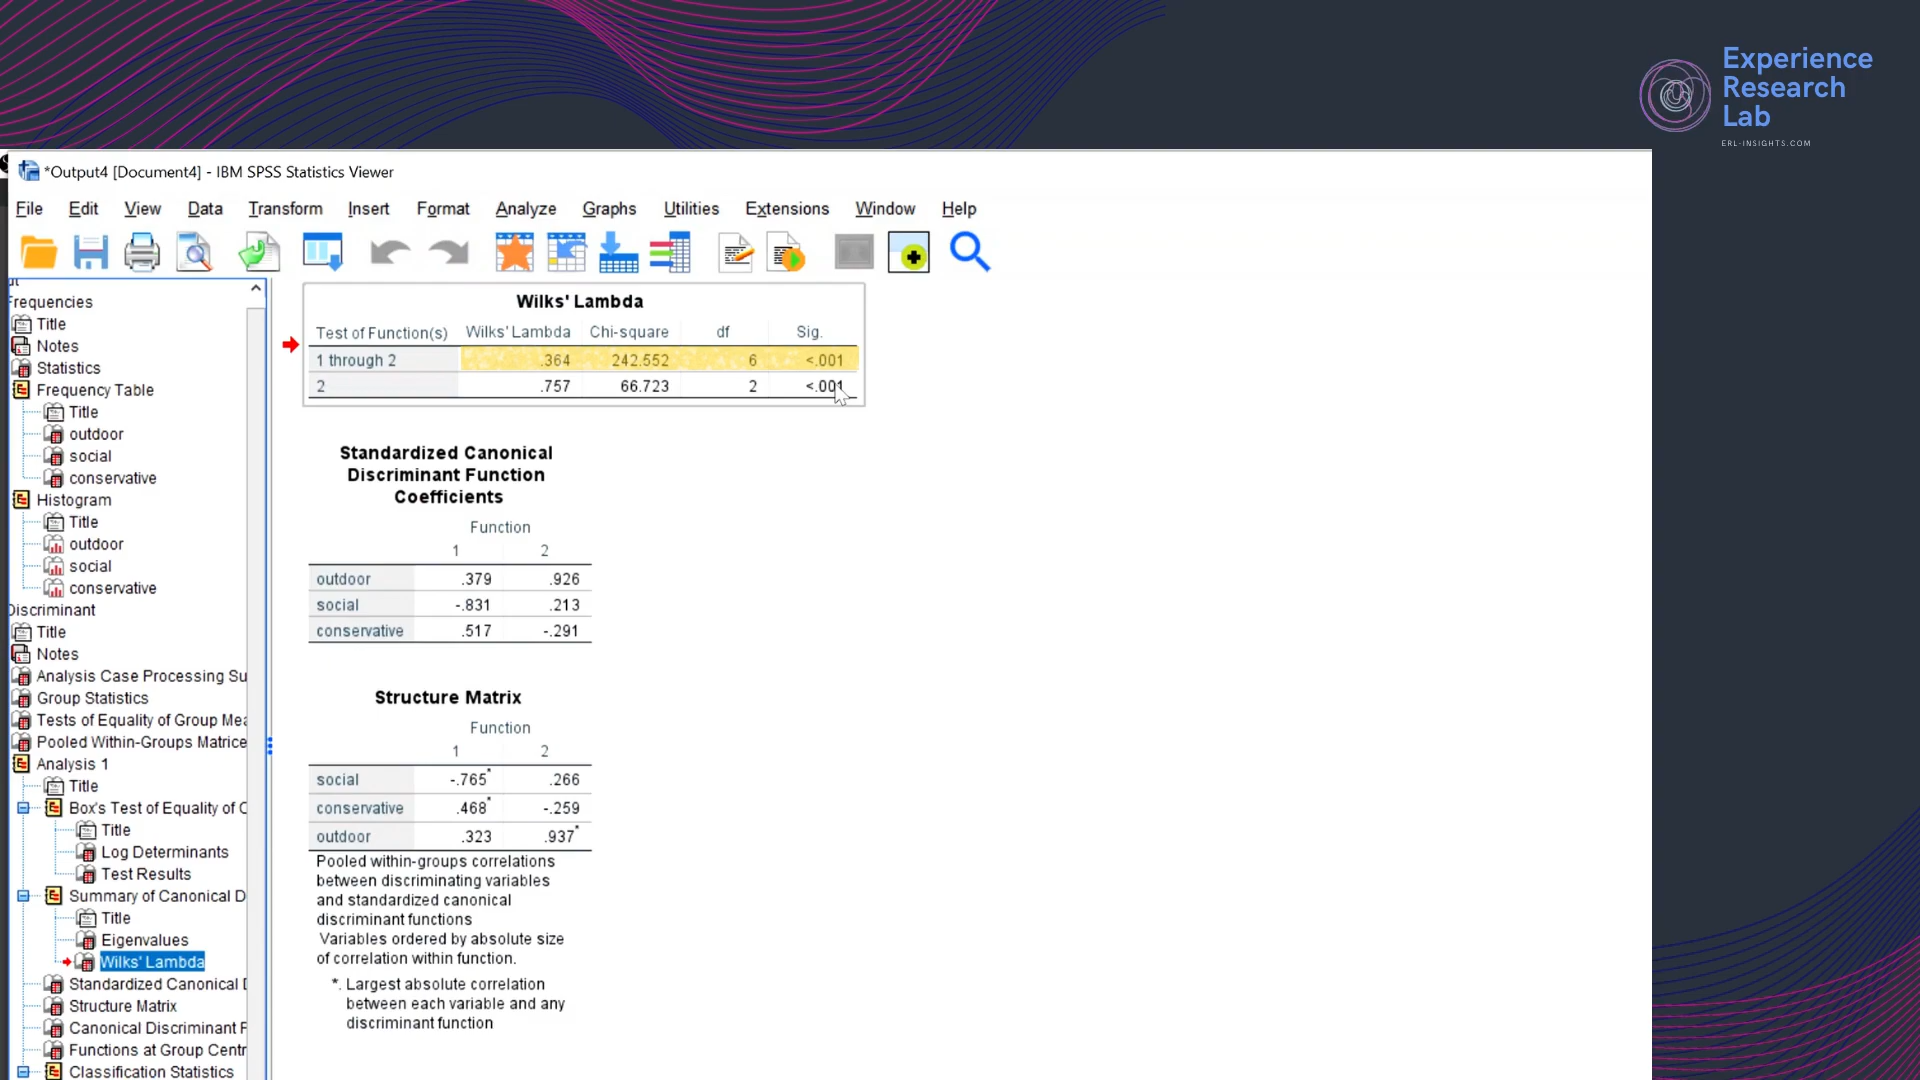 Experience
Research
Lab
ERL-INSIGHTS.COM
*Output4 [Document4] - IBM SPSS Statistics Viewer
File Edit View Data Transform Insert Format Analyze Graphs Utilities Extensions Window Help
Frequencies
Title
Notes
Statistics
Frequency Table
Title
outdoor
social
conservative
Histogram
Title
outdoor
social
conservative
Discriminant
Title
Notes
Analysis Case Processing Su
Group Statistics
Tests of Equality of Group Mea
Pooled Within-Groups Matrice
Analysis 1
Title
Box's Test of Equality of C
Title
Log Determinants
Test Results
Summary of Canonical D
Title
Eigenvalues
Wilks' Lambda
Standardized Canonical D
Structure Matrix
Canonical Discriminant F
Functions at Group Centr
Classification Statistics
Wilks' Lambda
Test of Function(s) Wilks' Lambda Chi-square df Sig.
1 through 2 .364 242.552 6 <.001
2 .757 66.723 2 <.001
Standardized Canonical
Discriminant Function
Coefficients
Function
1 2
outdoor .379 .926
social -.831 .213
conservative .517 -.291
Structure Matrix
Function
1 2
social -.765* .266
conservative .468* -.259
outdoor .323 .937*
Pooled within-groups correlations
between discriminating variables
and standardized canonical
discriminant functions
Variables ordered by absolute size
of correlation within function.
*. Largest absolute correlation
between each variable and any
discriminant function